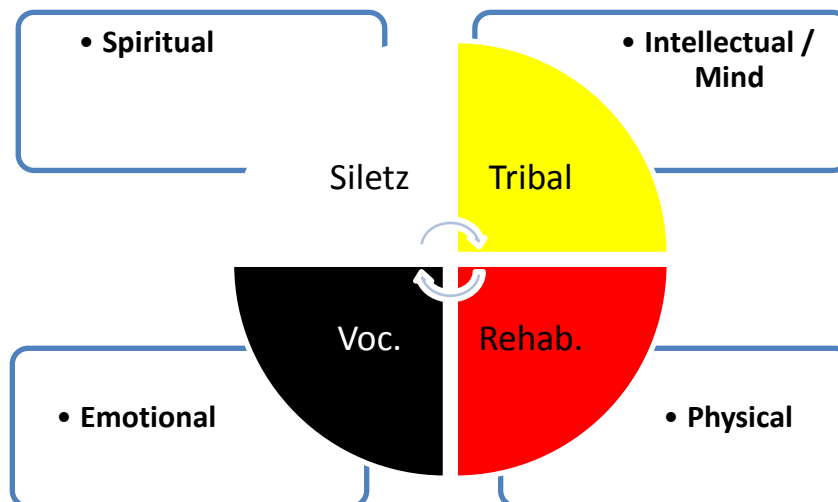 • Spiritual
• Intellectual /
Mind
Siletz
Tribal
Voc.
Rehab.
• Emotional
• Physical